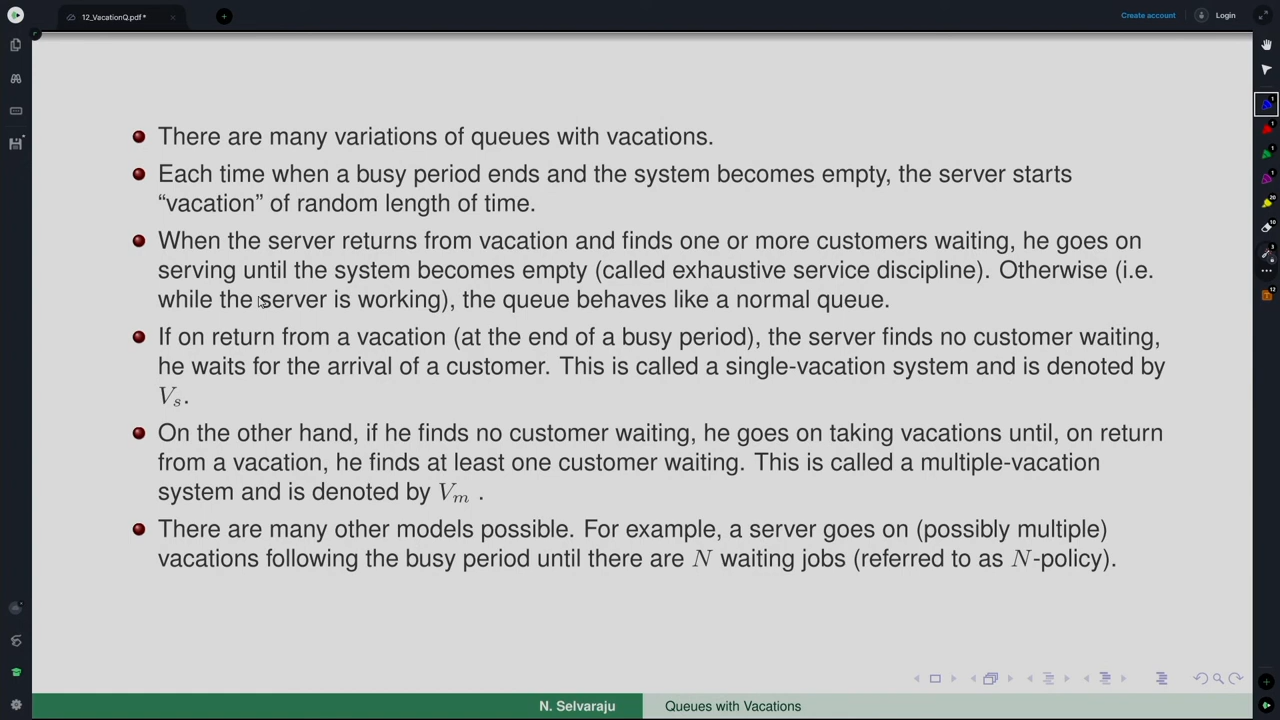 12_VacationQ.pdf *
Create account
Login
There are many variations of queues with vacations.
Each time when a busy period ends and the system becomes empty, the server starts
“vacation” of random length of time.
When the server returns from vacation and finds one or more customers waiting, he goes on
serving until the system becomes empty (called exhaustive service discipline). Otherwise (i.e.
while the server is working), the queue behaves like a normal queue.
If on return from a vacation (at the end of a busy period), the server finds no customer waiting,
he waits for the arrival of a customer. This is called a single-vacation system and is denoted by
V_s.
On the other hand, if he finds no customer waiting, he goes on taking vacations until, on return
from a vacation, he finds at least one customer waiting. This is called a multiple-vacation
system and is denoted by V_m .
There are many other models possible. For example, a server goes on (possibly multiple)
vacations following the busy period until there are N waiting jobs (referred to as N-policy).
N. Selvaraju
Queues with Vacations